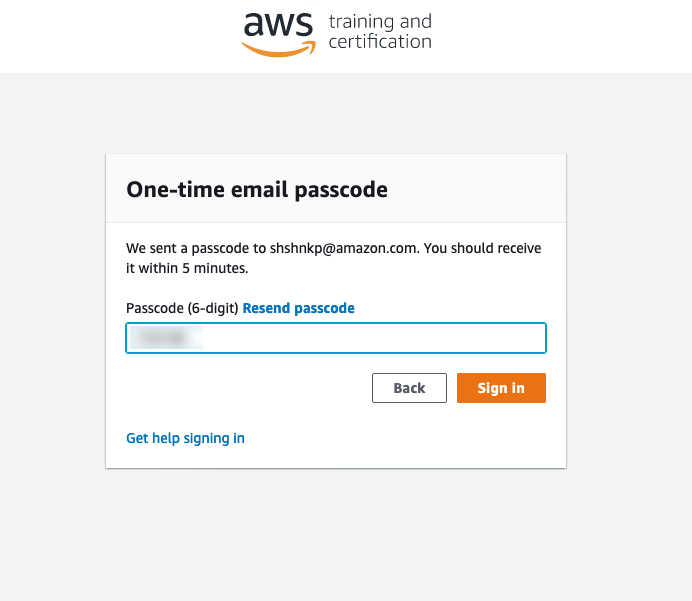 aws training and
certification
One-time email passcode
We sent a passcode to shshnkp@amazon.com. You should receive
it within 5 minutes.
Passcode (6-digit) Resend passcode
Back Sign in
Get help signing in